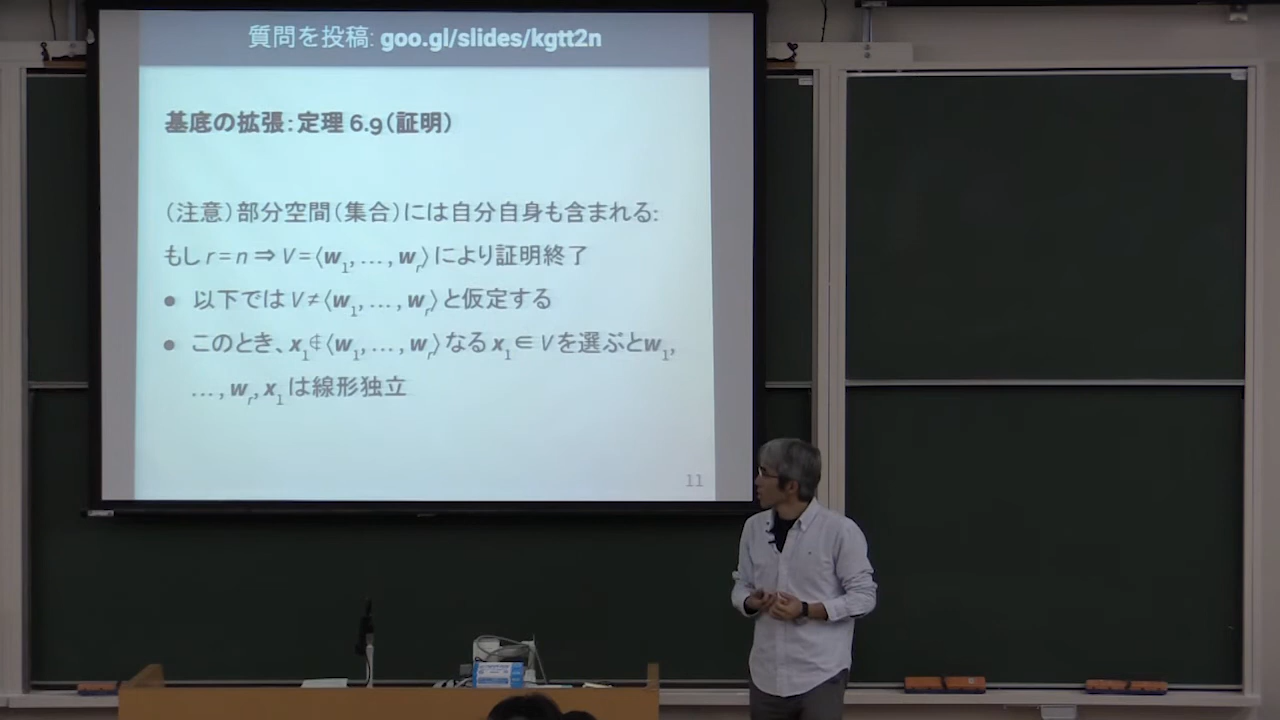 質問を投稿: goo.gl/slides/kgtt2n
基底の拡張:定理 6.9(証明)
(注意)部分空間(集合)には自分自身も含まれる:
もし r = n ⇒ V = ⟨w₁, … , wᵣ⟩ により証明終了
● 以下では V ≠ ⟨w₁, … , wᵣ⟩ と仮定する
● このとき、x₁∉ ⟨w₁, … , wᵣ⟩ なる x₁ ∈ V を選ぶと w₁,
… , wᵣ, x₁ は線形独立
11